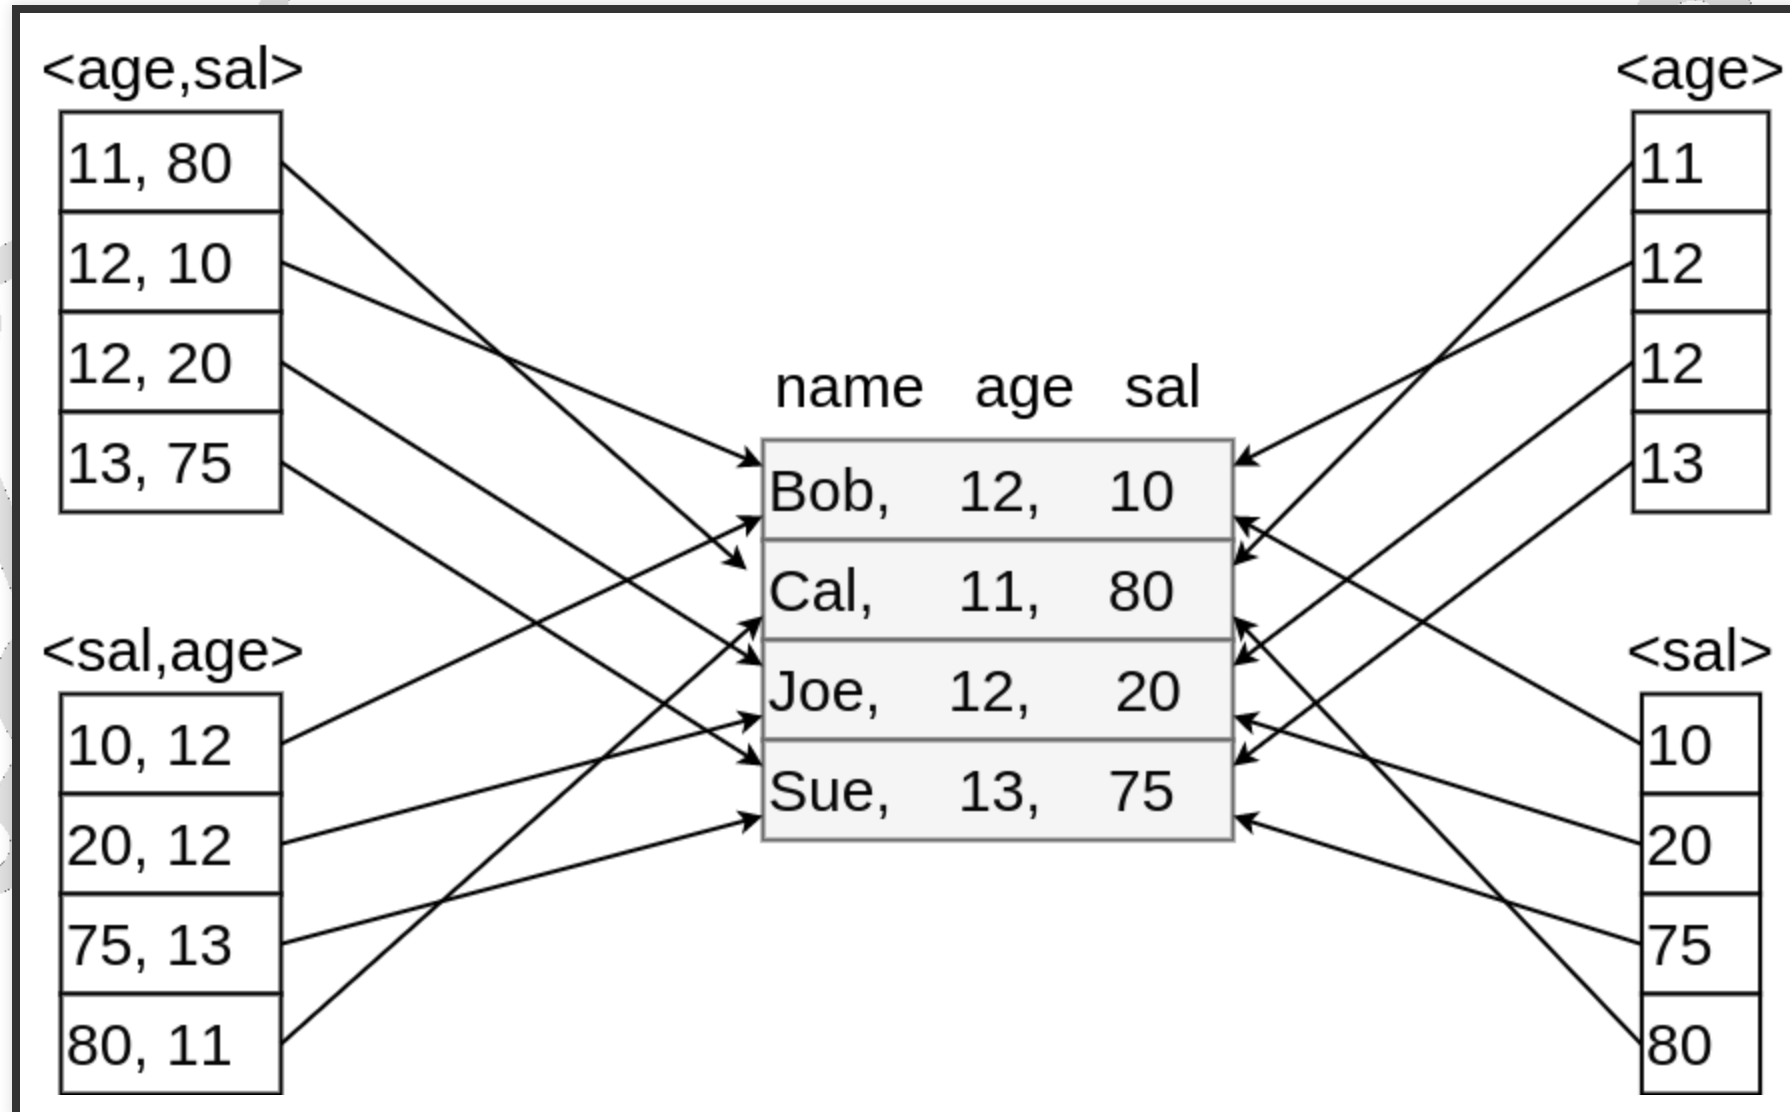 <age,sal>
11, 80
12, 10
12, 20
13, 75
<sal,age>
10, 12
20, 12
75, 13
80, 11
name age sal
Bob, 12, 10
Cal, 11, 80
Joe, 12, 20
Sue, 13, 75
<age>
11
12
12
13
<sal>
10
20
75
80